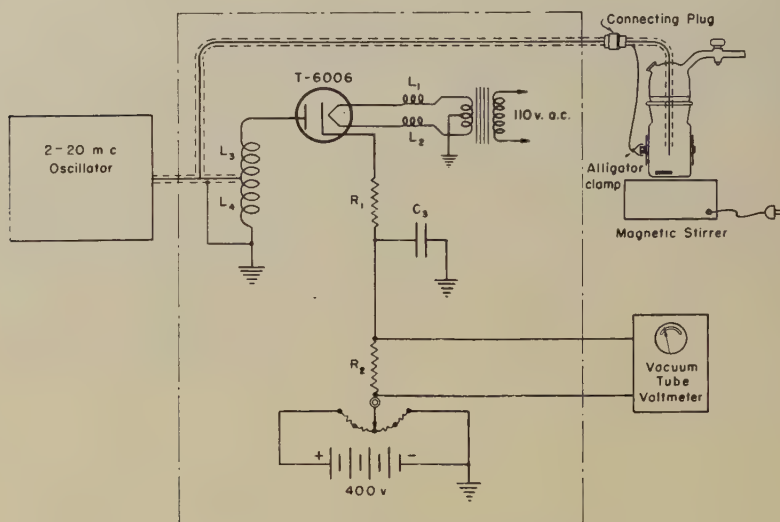 Connecting Plug
T-6006
L₁
L₂
110 v. a.c.
2-20 m c
Oscillator
L₃
L₄
Alligator
clamp
Magnetic Stirrer
R₁
C₃
R₂
Vacuum
Tube
Voltmeter
+
-
400 v